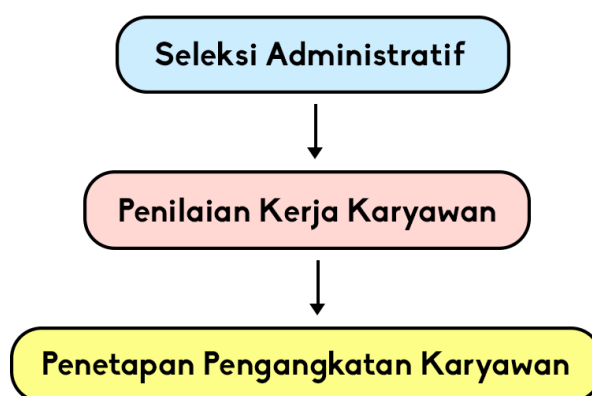 Seleksi Administratif
Penilaian Kerja Karyawan
Penetapan Pengangkatan Karyawan